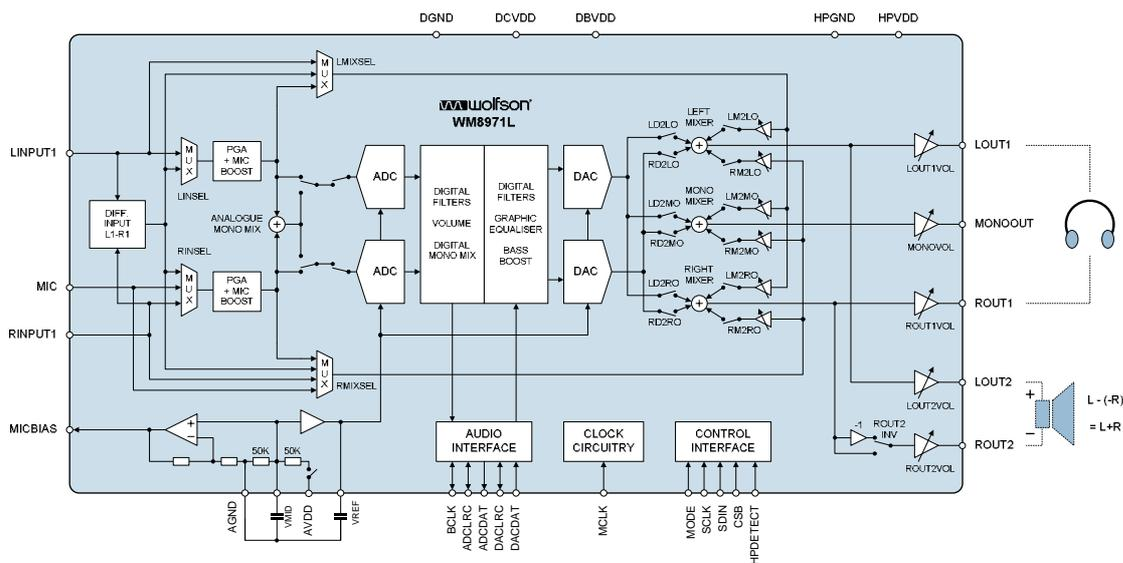 DGND DCVDD DBVDD HPGND HPVDD
wolfson
WM8971L
LINPUT1
MIC
RINPUT1
MICBIAS
MUX
LMIXSEL
MUX
LINSEL
PGA
+ MIC
BOOST
DIFF.
INPUT
L1-R1
ANALOGUE
MONO MIX
+
RINSEL
MUX
PGA
+ MIC
BOOST
MUX
RMIXSEL
ADC
ADC
DIGITAL
FILTERS
VOLUME
DIGITAL
MONO MIX
DIGITAL
FILTERS
GRAPHIC
EQUALISER
BASS
BOOST
DAC
DAC
LEFT
MIXER
LD2LO
RD2LO
+
LM2LO
RM2LO
MONO
MIXER
LD2MO
RD2MO
+
LM2MO
RM2MO
RIGHT
MIXER
LD2RO
RD2RO
+
LM2RO
RM2RO
LOUT1VOL
MONOVOL
ROUT1VOL
LOUT2VOL
-1
ROUT2
INV
ROUT2VOL
LOUT1
MONOOUT
ROUT1
LOUT2
ROUT2
+
−
L - (-R)
= L+R
+
−
50K 50K
AUDIO
INTERFACE
CLOCK
CIRCUITRY
CONTROL
INTERFACE
AGND
VMID
AVDD
VREF
BCLK
ADCLRC
ADCDAT
DACLRC
DACDAT
MCLK
MODE
SCLK
SDIN
CSB
HPDETECT